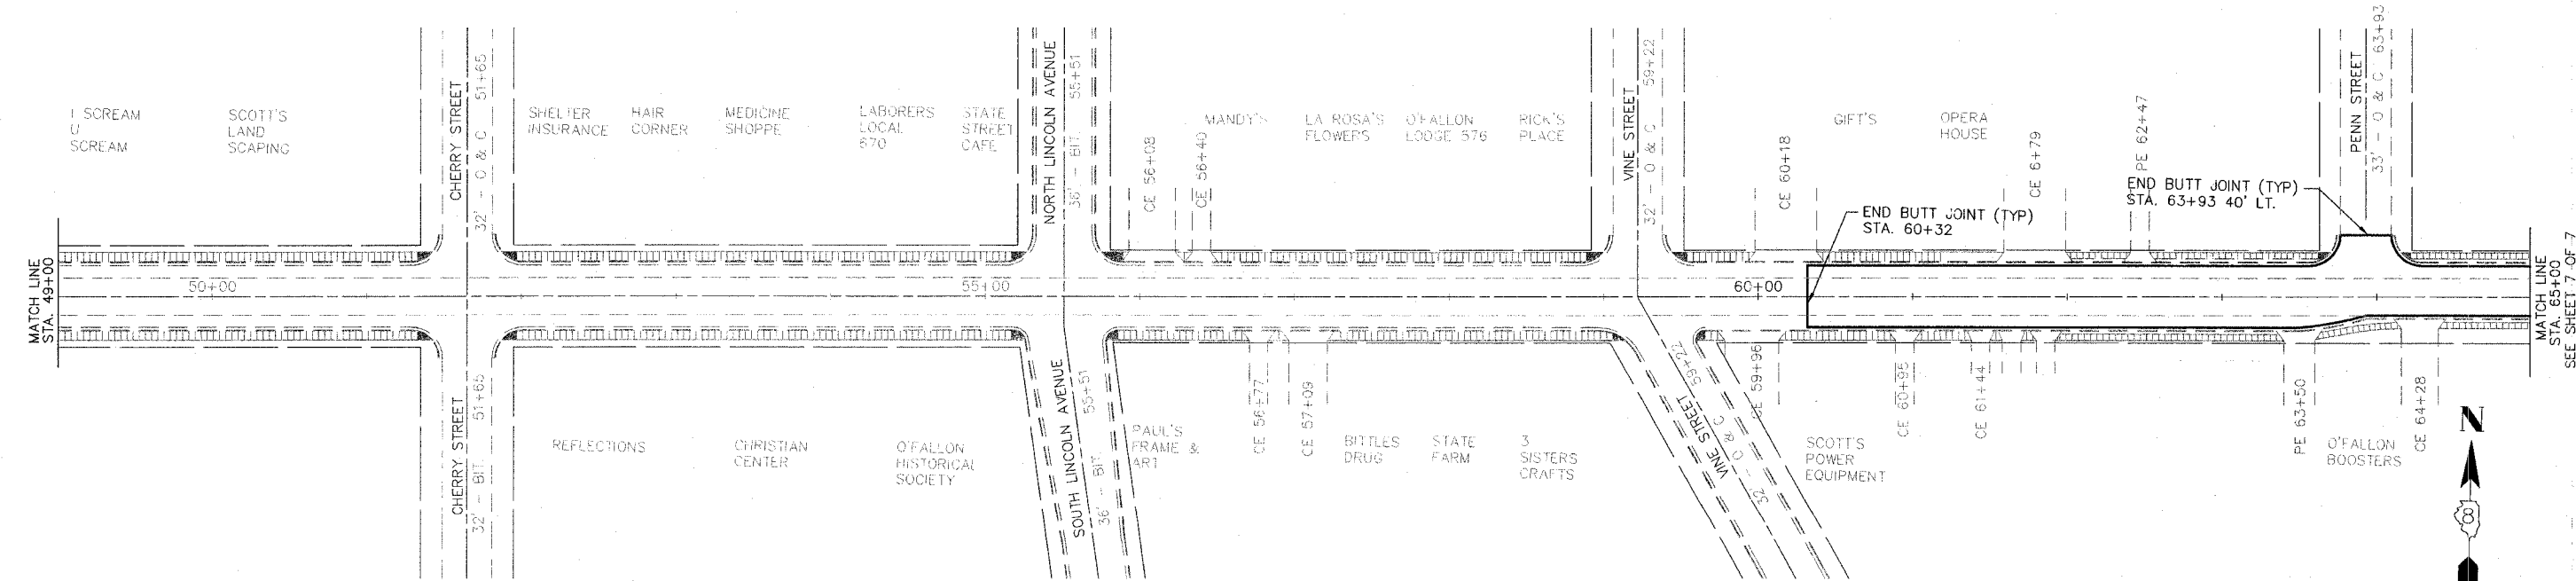 I SCREAM
U
SCREAM
SCOTT'S
LAND
SCAPING
CHERRY STREET
32' - O & C 51+65
SHELTER
INSURANCE
HAIR
CORNER
MEDICINE
SHOPPE
LABORERS
LOCAL
670
STATE
STREET
CAFE
NORTH LINCOLN AVENUE
36' - BIT. 55+51
CE 56+08
CE 56+40
MANDY'S
LA ROSA'S
FLOWERS
O'FALLON
LODGE 576
RICK'S
PLACE
VINE STREET
32' - O & C 59+22
CE 60+18
GIFT'S
OPERA
HOUSE
CE 6+79
PE 62+47
PENN STREET
33' - O & C 63+93
END BUTT JOINT (TYP)
STA. 60+32
END BUTT JOINT (TYP)
STA. 63+93 40' LT.
MATCH LINE
STA. 49+00
50+00
55+00
60+00
MATCH LINE
STA. 65+00
SEE SHEET 7 OF 7
CHERRY STREET
32' - BIT. 51+65
REFLECTIONS
CHRISTIAN
CENTER
O'FALLON
HISTORICAL
SOCIETY
SOUTH LINCOLN AVENUE
36' - BIT. 55+51
PAUL'S
FRAME &
ART
CE 56+77
CE 57+09
BITTLES
DRUG
STATE
FARM
3
SISTERS
CRAFTS
VINE STREET 59+22
32' - O & C
CE 59+96
SCOTT'S
POWER
EQUIPMENT
CE 60+95
CE 61+44
PE 63+50
O'FALLON
BOOSTERS
CE 64+28
N
8